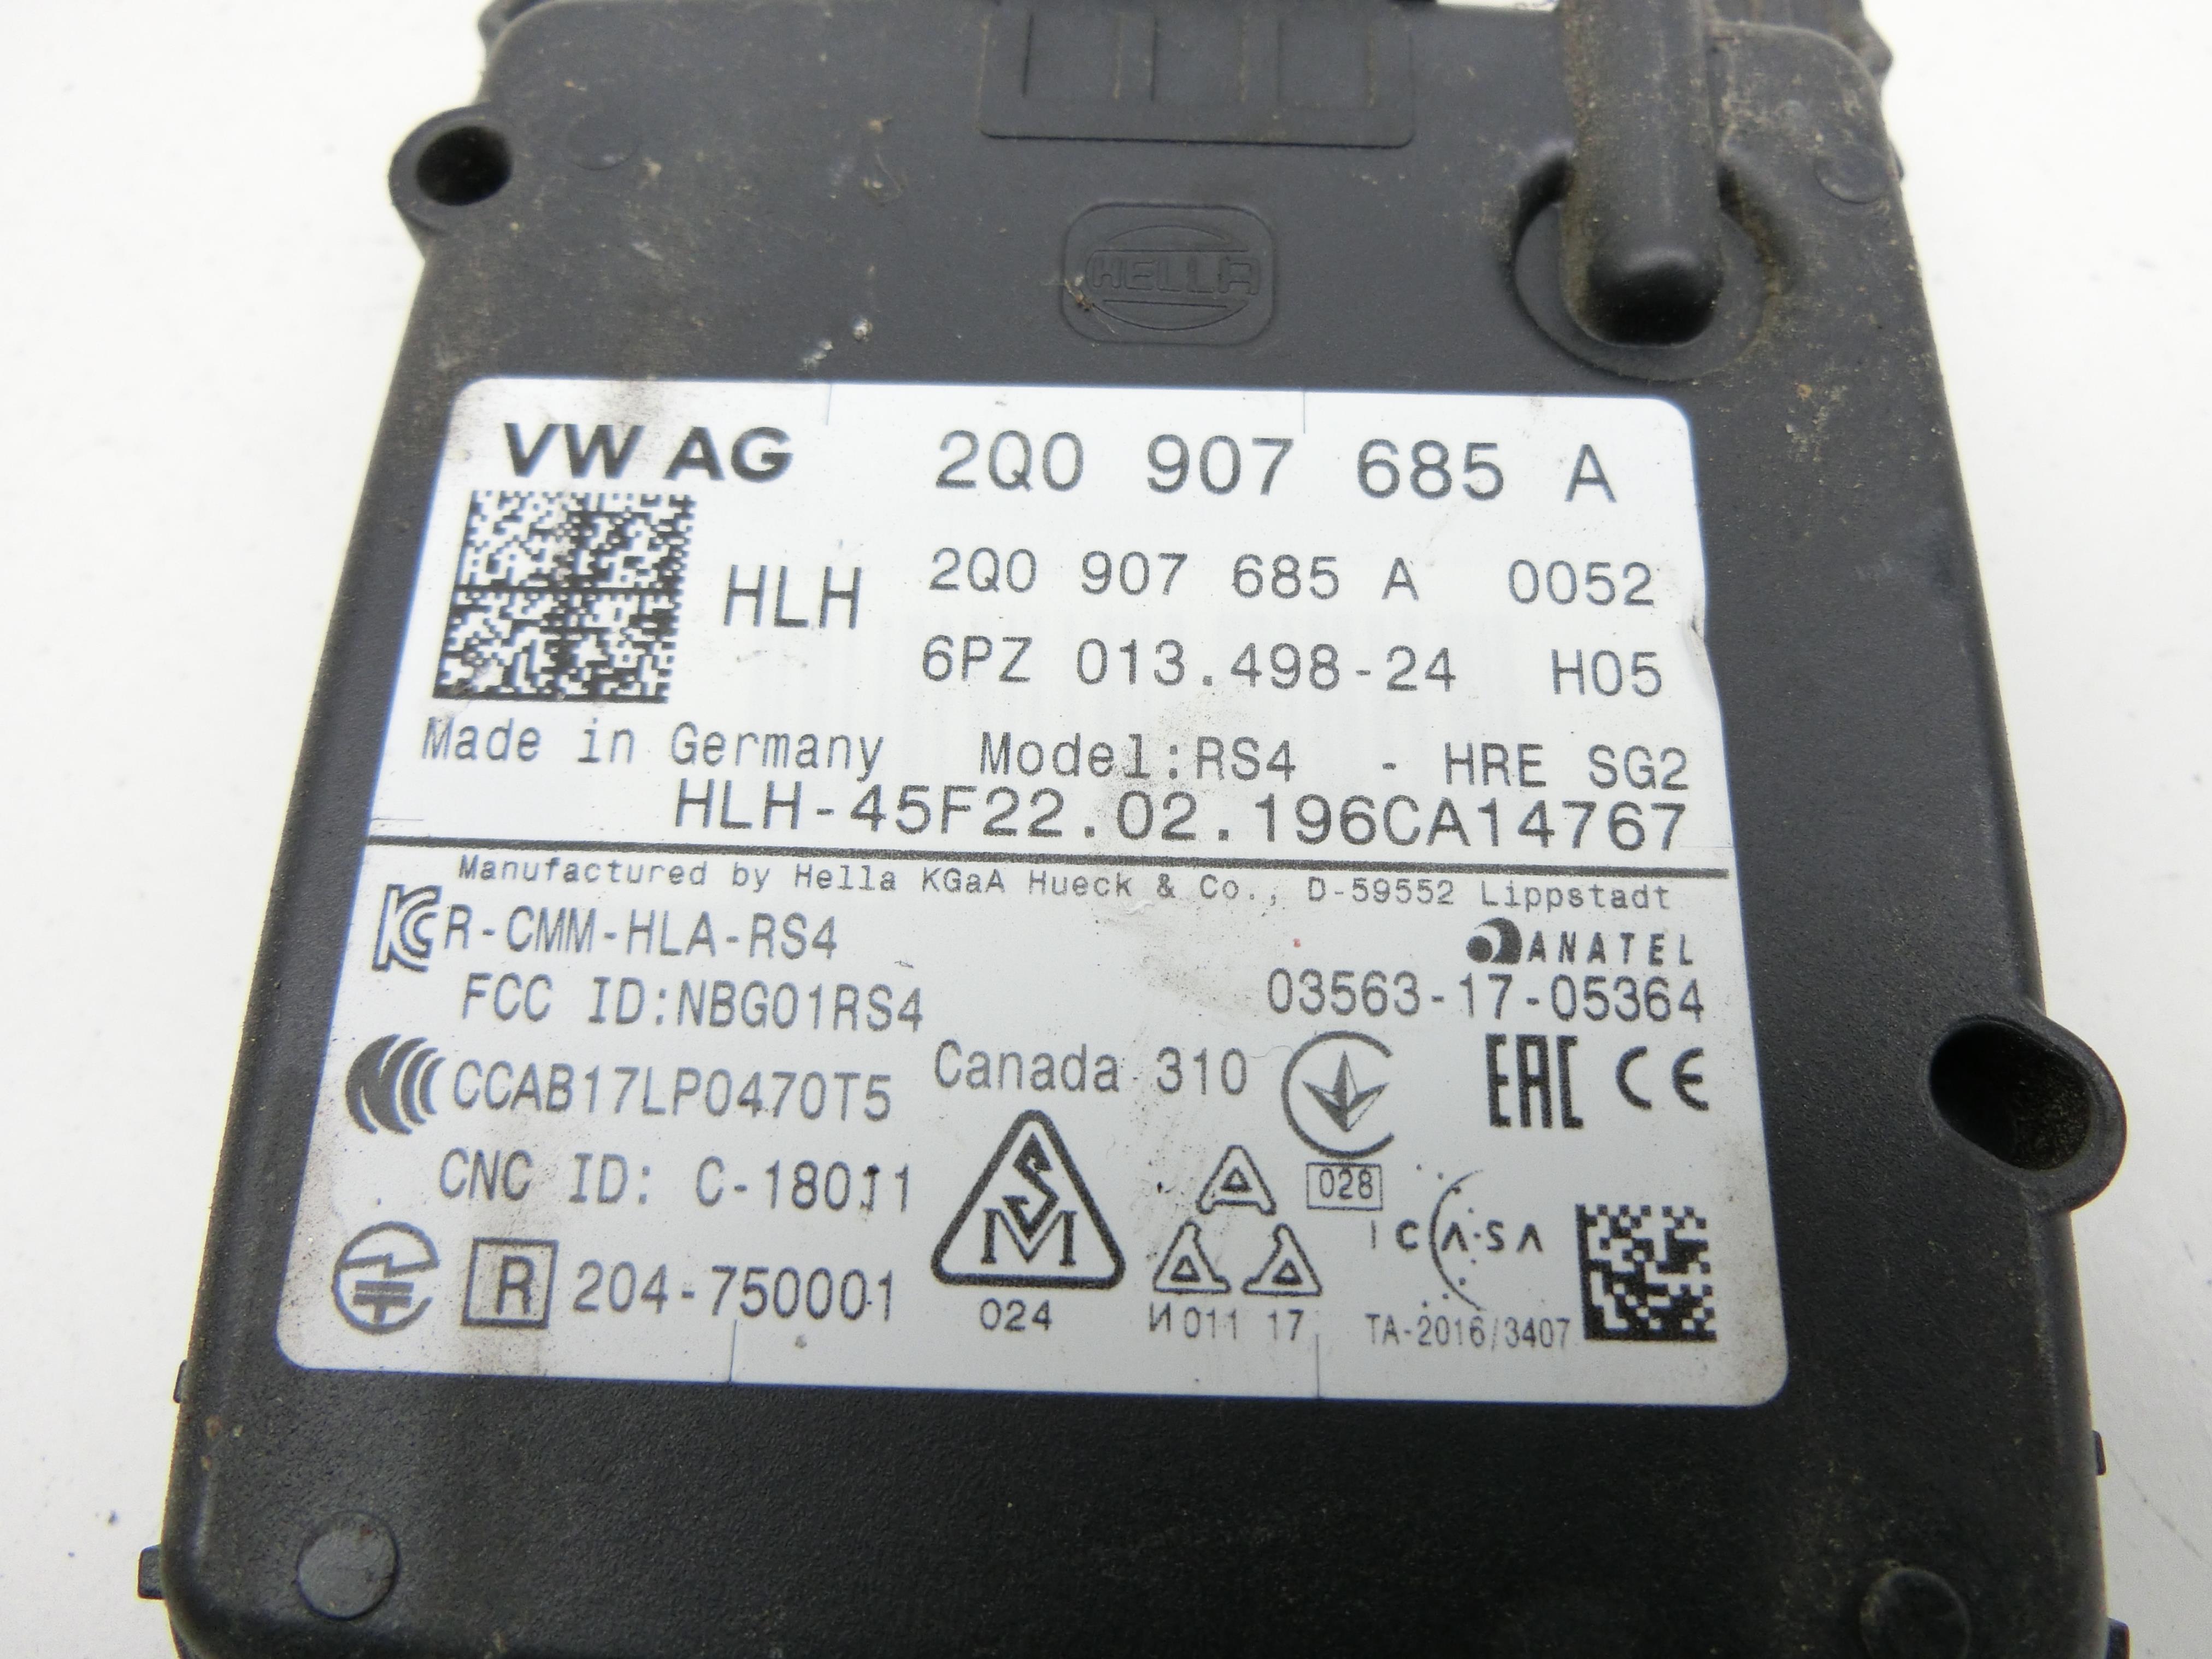 HELLA
VW AG 2Q0 907 685 A
HLH 2Q0 907 685 A 0052
6PZ 013.498-24 H05
Made in Germany Model:RS4 - HRE SG2
HLH-45F22.02.196CA14767
Manufactured by Hella KGaA Hueck & Co., D-59552 Lippstadt
KC R-CMM-HLA-RS4 ANATEL
FCC ID:NBG01RS4 03563-17-05364
CCAB17LP0470T5 Canada 310 EAC CE
CNC ID: C-18011 SM 028 ICASA
R 204-750001 024 И011 17 TA-2016/3407